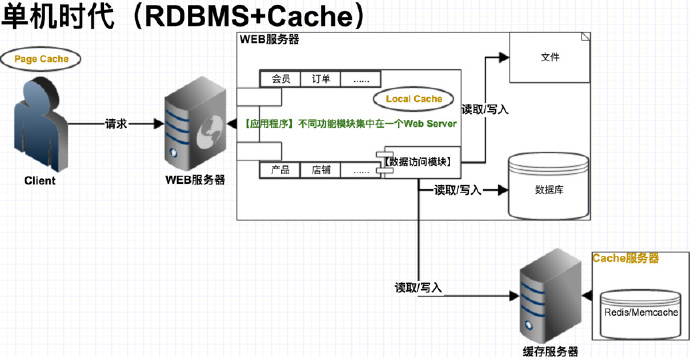 单机时代（RDBMS+Cache）
WEB服务器
Page Cache
文件
会员 订单 ......
Local Cache
读取/写入
请求
【应用程序】不同功能模块集中在一个Web Server
【数据访问模块】
产品 店铺 ......
Client
WEB服务器
读取/写入
数据库
Cache服务器
读取/写入
Redis/Memcache
缓存服务器